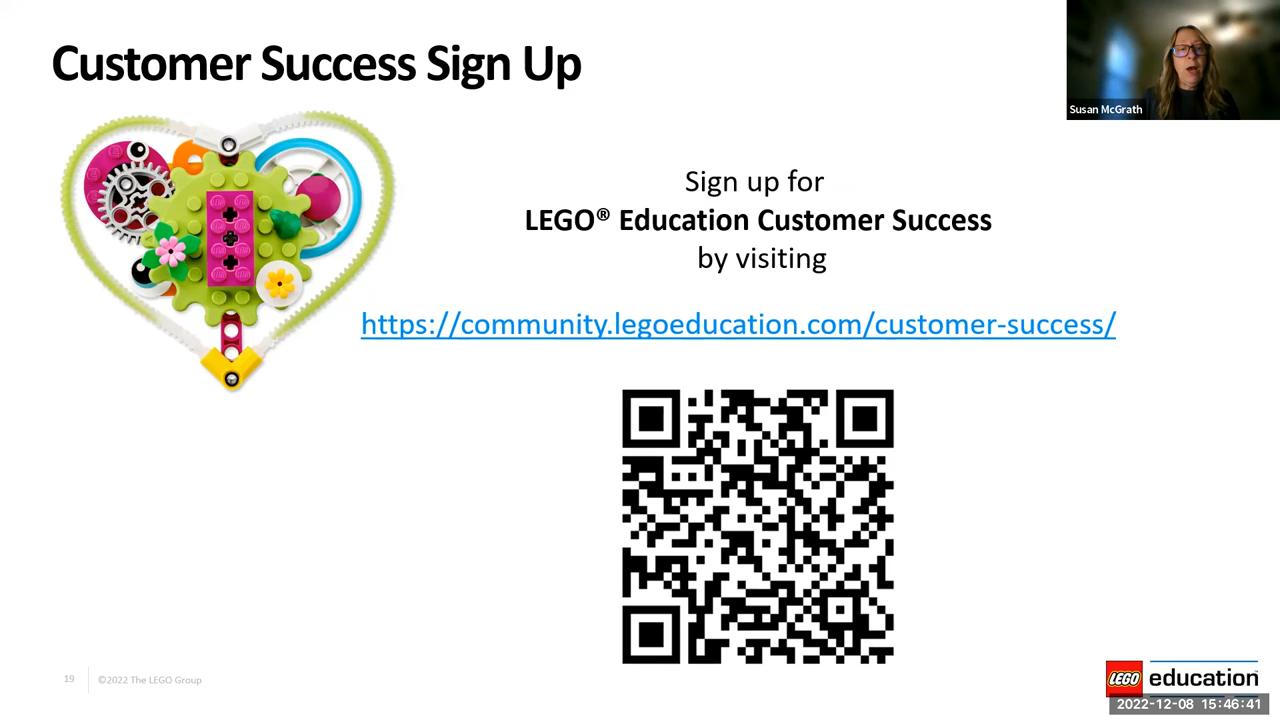 Customer Success Sign Up
Susan McGrath
Sign up for
LEGO® Education Customer Success
by visiting
https://community.legoeducation.com/customer-success/
19
©2022 The LEGO Group
LEGO education
2022-12-08 15:46:41